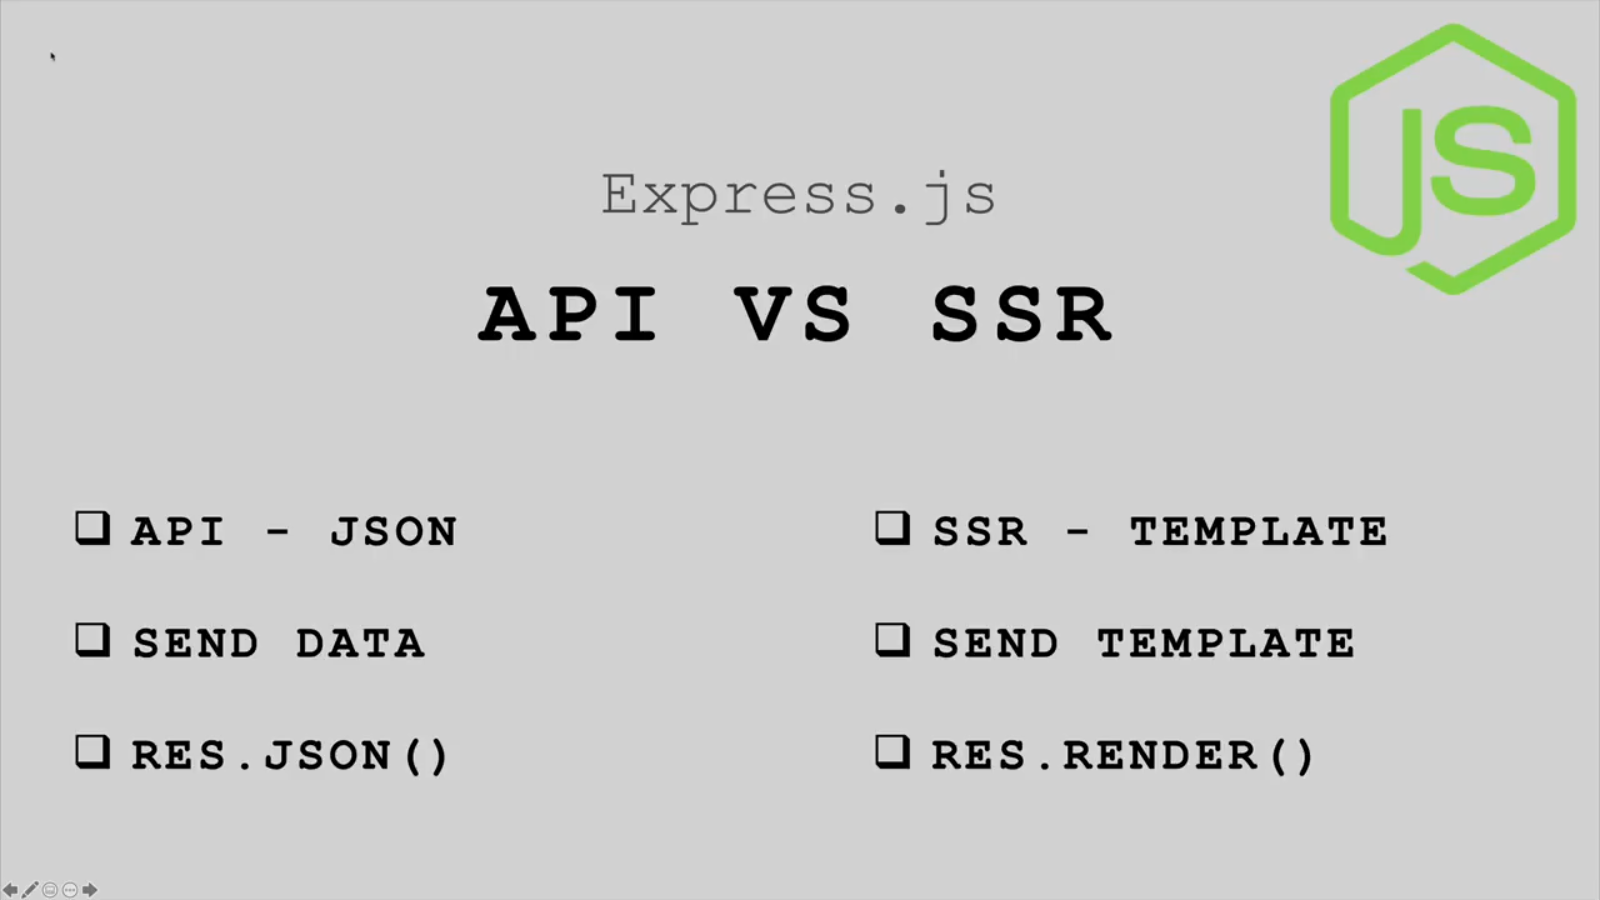 JS
Express.js
API VS SSR
❑ API - JSON
❑ SEND DATA
❑ RES.JSON()
❑ SSR - TEMPLATE
❑ SEND TEMPLATE
❑ RES.RENDER()